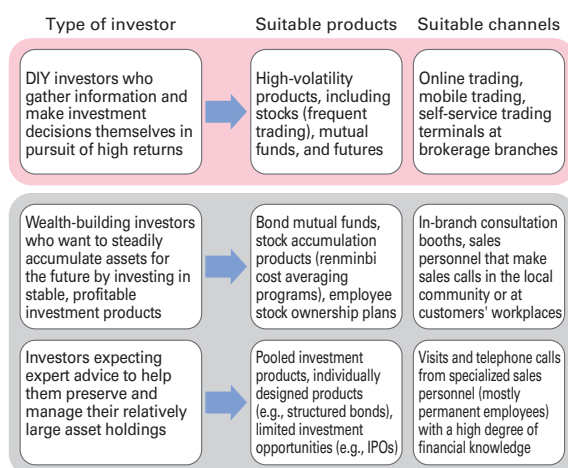 Type of investor
Suitable products
Suitable channels
DIY investors who
gather information and
make investment
decisions themselves in
pursuit of high returns
High-volatility
products, including
stocks (frequent
trading), mutual
funds, and futures
Online trading,
mobile trading,
self-service trading
terminals at
brokerage branches
Wealth-building investors
who want to steadily
accumulate assets for
the future by investing in
stable, profitable
investment products
Bond mutual funds,
stock accumulation
products (renminbi
cost averaging
programs), employee
stock ownership plans
In-branch consultation
booths, sales
personnel that make
sales calls in the local
community or at
customers' workplaces
Investors expecting
expert advice to help
them preserve and
manage their relatively
large asset holdings
Pooled investment
products, individually
designed products
(e.g., structured bonds),
limited investment
opportunities (e.g., IPOs)
Visits and telephone calls
from specialized sales
personnel (mostly
permanent employees)
with a high degree of
financial knowledge